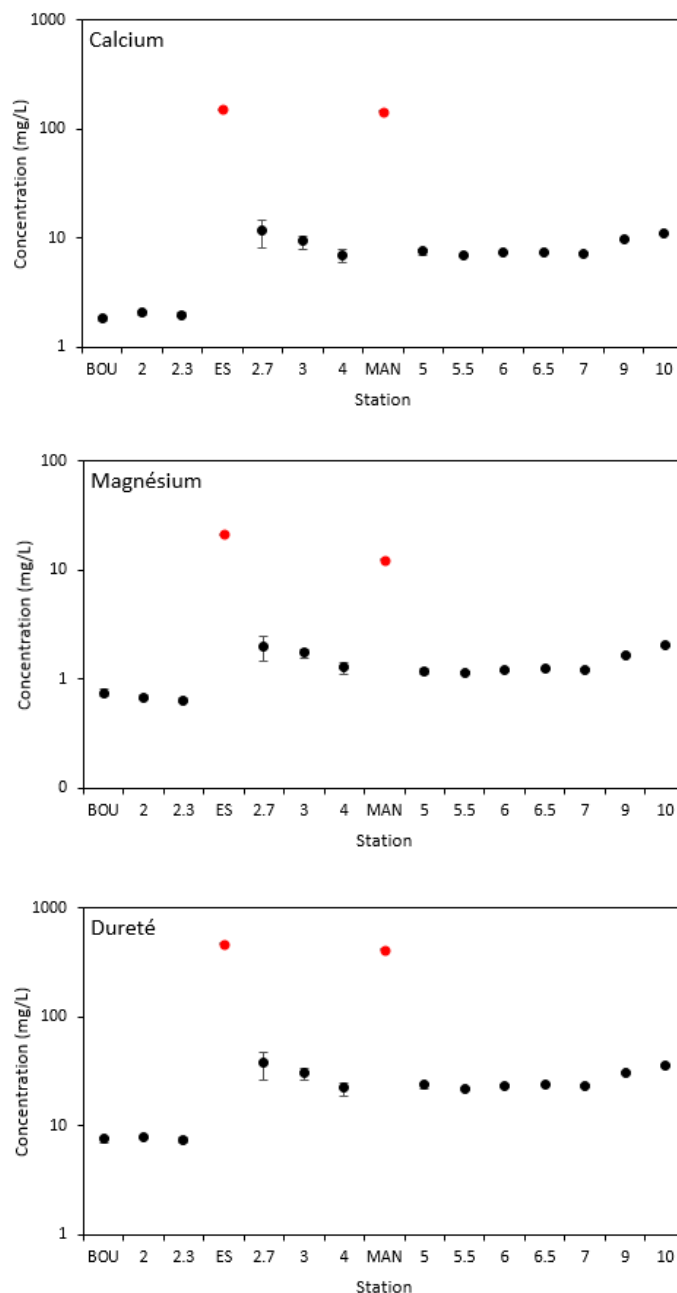 Calcium
Concentration (mg/L)
1000
100
10
1
BOU 2 2.3 ES 2.7 3 4 MAN 5 5.5 6 6.5 7 9 10
Station
Magnésium
Concentration (mg/L)
100
10
1
0
BOU 2 2.3 ES 2.7 3 4 MAN 5 5.5 6 6.5 7 9 10
Station
Dureté
Concentration (mg/L)
1000
100
10
1
BOU 2 2.3 ES 2.7 3 4 MAN 5 5.5 6 6.5 7 9 10
Station